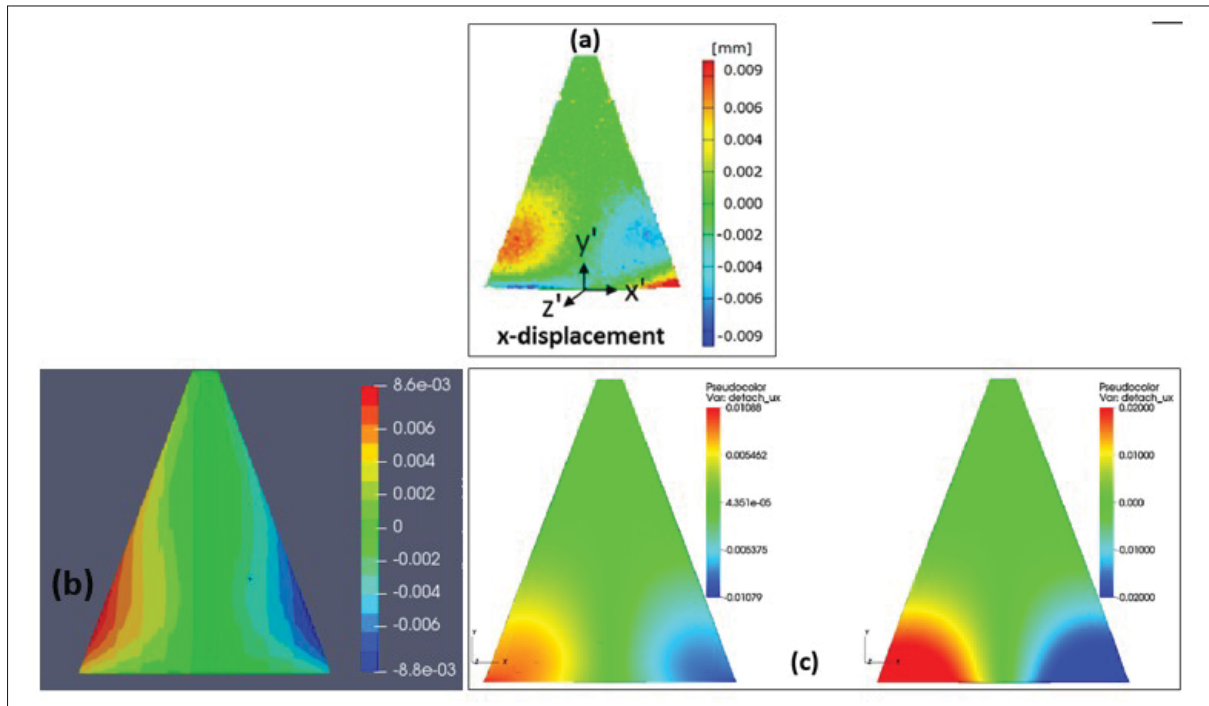 (a)
[mm]
0.009
0.006
0.004
0.002
0.000
-0.002
-0.004
-0.006
-0.009
y'
x'
z'
x-displacement
(b)
8.6e-03
0.006
0.004
0.002
0
-0.002
-0.004
-0.006
-8.8e-03
Pseudocolor
Var: detach_ux
0.01088
0.005462
4.351e-05
-0.005375
-0.01079
Y
Z X
(c)
Pseudocolor
Var: detach_ux
0.02000
0.01000
0.000
0.01000
0.02000
Y
Z X